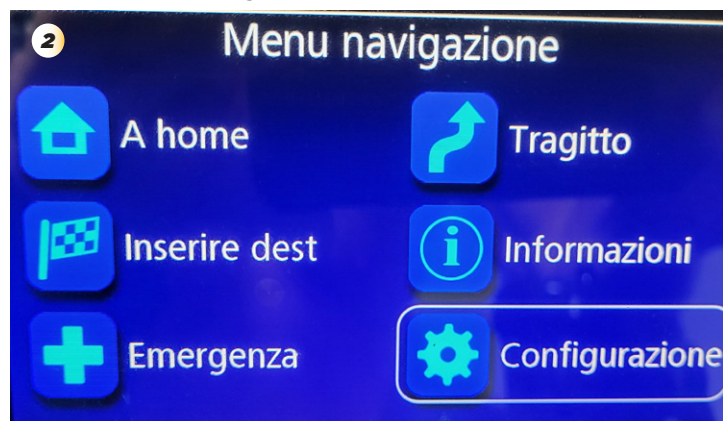 2
Menu navigazione
A home
Tragitto
Inserire dest
Informazioni
Emergenza
Configurazione